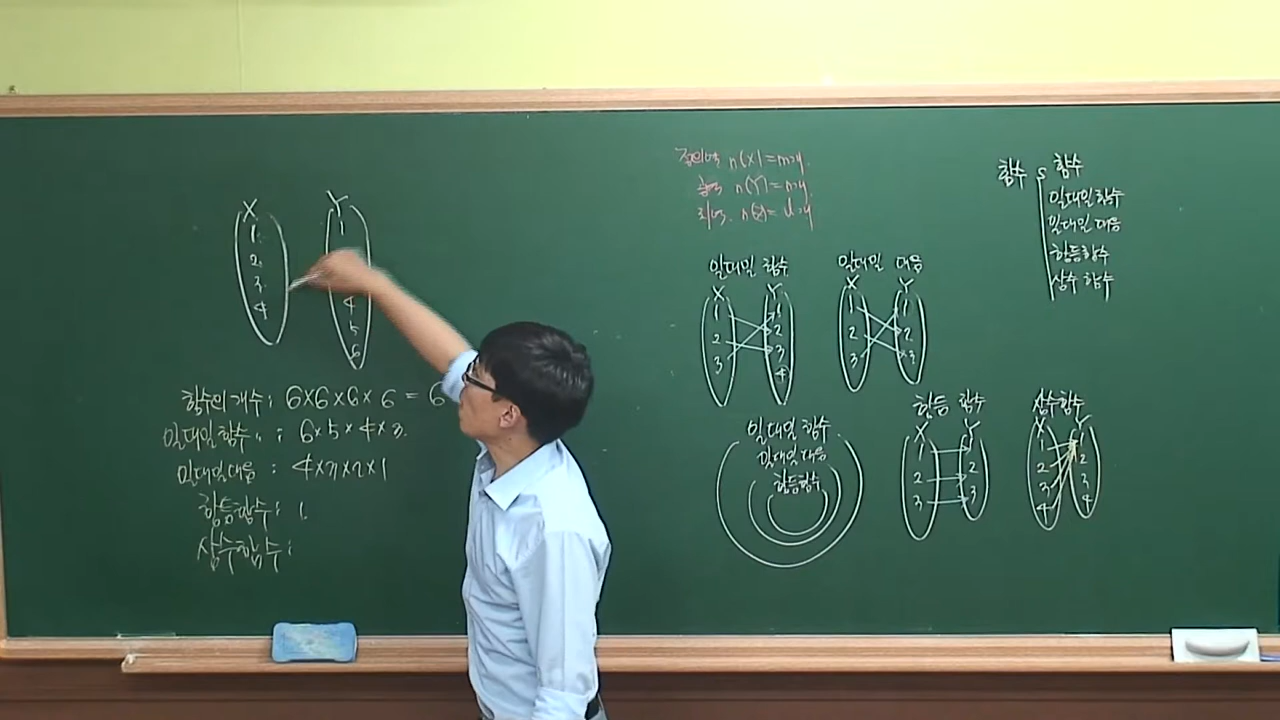 X Y
1 1
2
3
4 4
5
6
함수의 개수 : 6×6×6×6 = 6
일대일함수 〃 : 6×5×4×3.
일대일대응 : 4×3×2×1
항등함수 : 1.
상수함수 :
정의역 n(X)=m
n(Y)=
함수 함수
일대일 함수
일대일 대응
항등함수
상수 함수
일대일 함수
X Y
1 1
2 2
3 3
4
일대일 대응
X Y
1 1
2 2
3 3
일대일 함수
일대일 대응
항등함수
항등 함수
X Y
1 1
2 2
3 3
상수함수
X Y
1 1
2 2
3 3
4 4